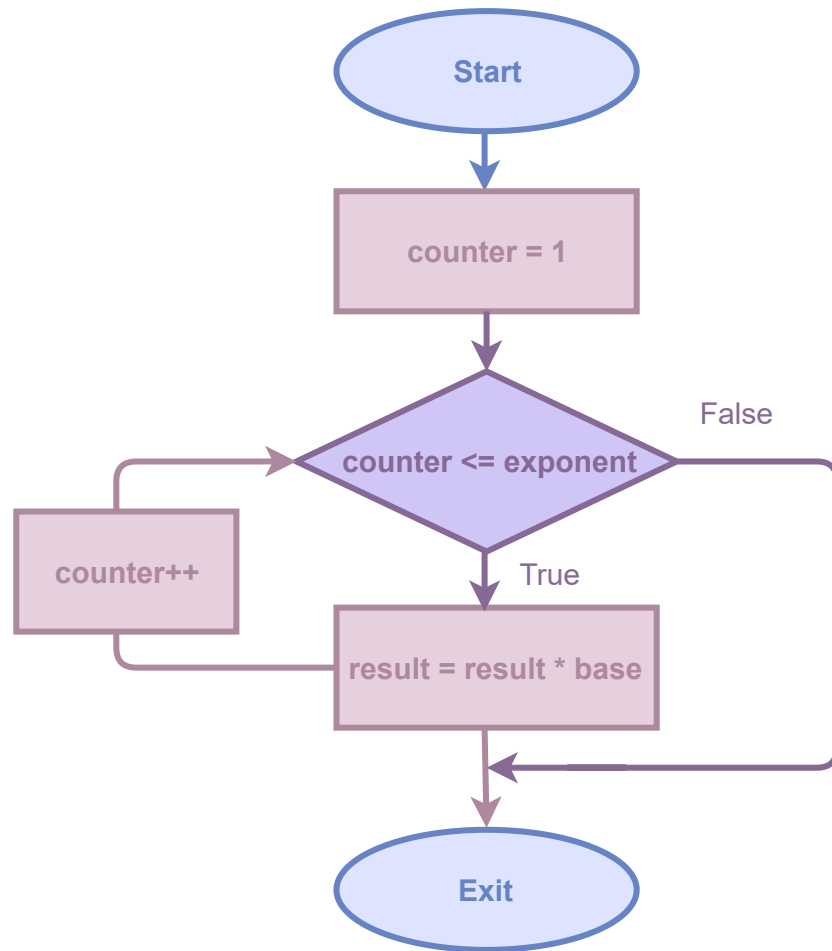 Start
counter = 1
False
counter <= exponent
counter++
True
result = result * base
Exit